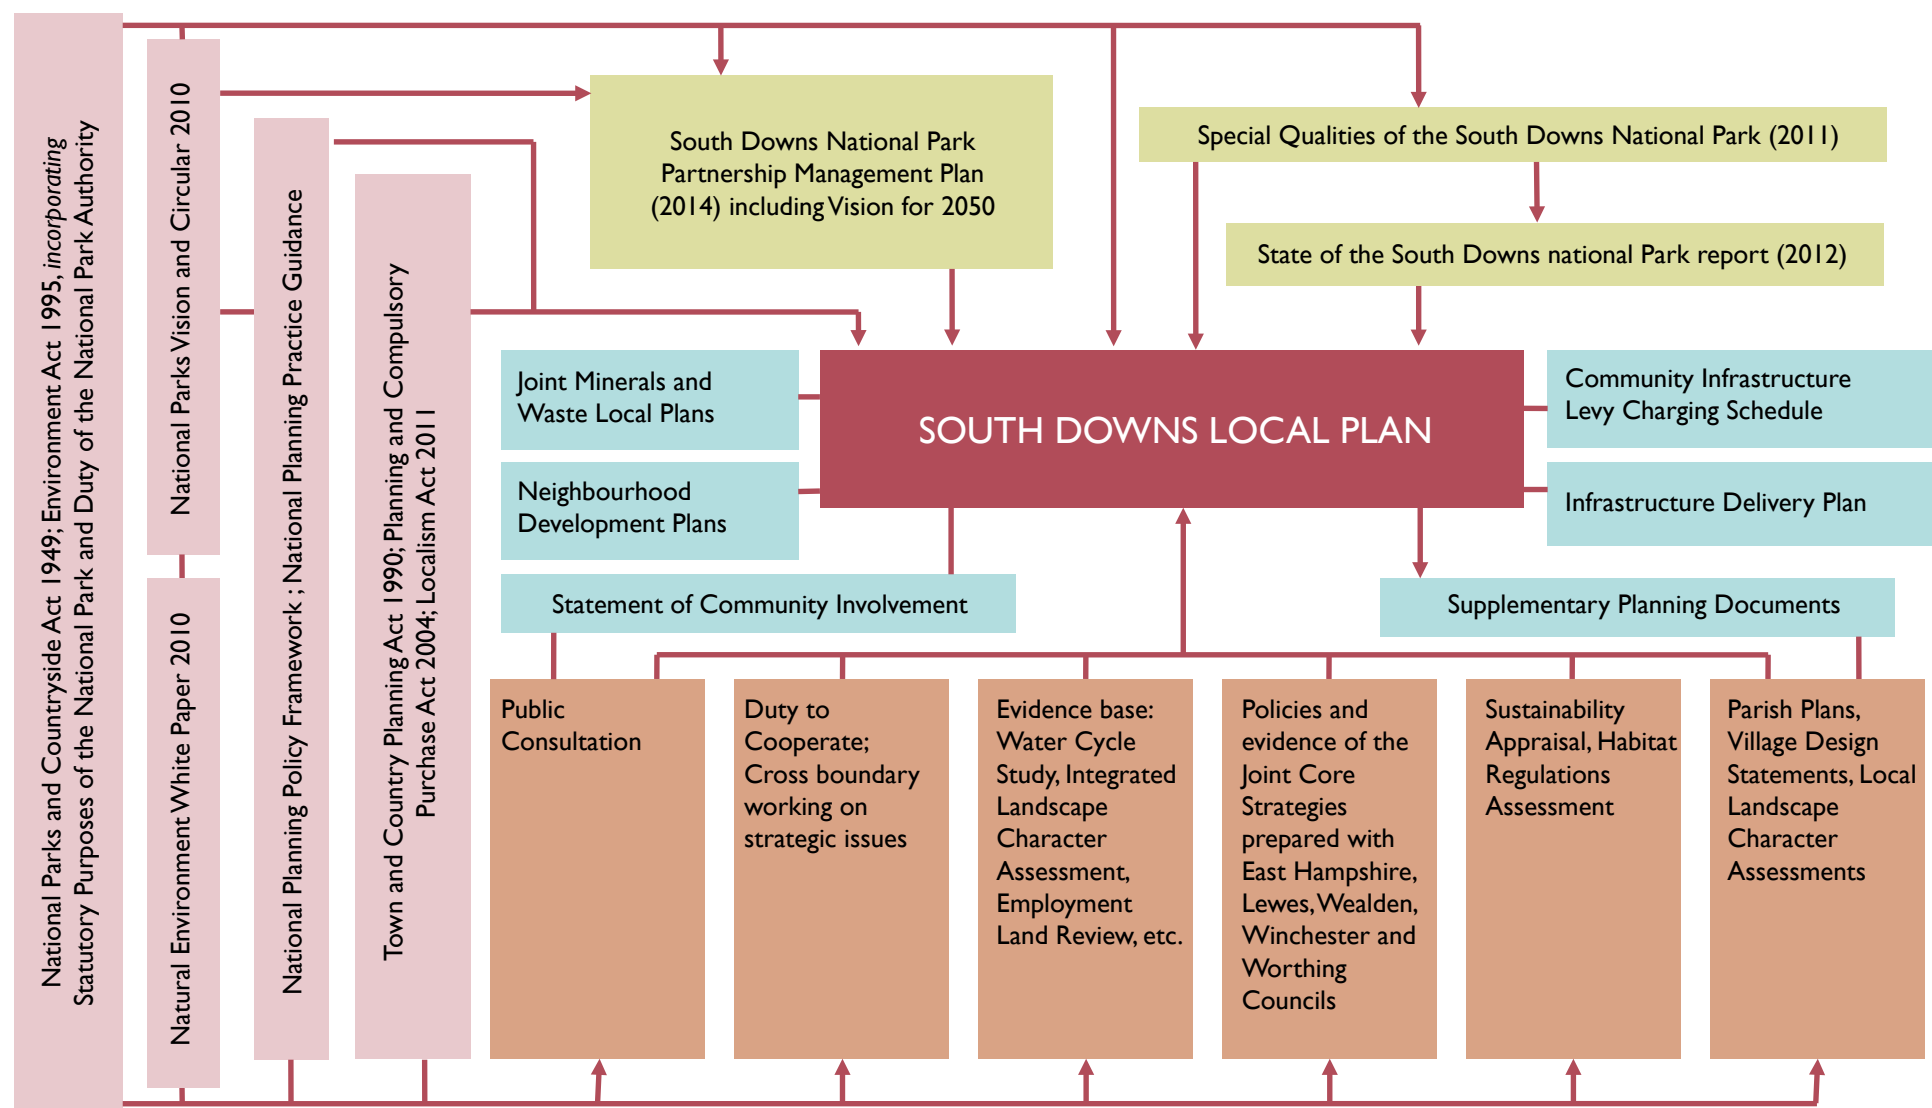 National Parks and Countryside Act 1949; Environment Act 1995, incorporating
Statutory Purposes of the National Park and Duty of the National Park Authority
National Parks Vision and Circular 2010
Natural Environment White Paper 2010
National Policy Framework ; National Planning Practice Guidance
Town and Country Planning Act 1990; Planning and Compulsory
Purchase Act 2004; Localism Act 2011
South Downs National Park
Partnership Management Plan
(2014) including Vision for 2050
Special Qualities of the South Downs National Park (2011)
State of the South Downs national Park report (2012)
Joint Minerals and
Waste Local Plans
Neighbourhood
Development Plans
SOUTH DOWNS LOCAL PLAN
Community Infrastructure
Levy Charging Schedule
Infrastructure Delivery Plan
Statement of Community Involvement
Supplementary Planning Documents
Public
Consultation
Duty to
Cooperate;
Cross boundary
working on
strategic issues
Evidence base:
Water Cycle
Study, Integrated
Landscape
Character
Assessment,
Employment
Land Review, etc.
Policies and
evidence of the
Joint Core
Strategies
prepared with
East Hampshire,
Lewes, Wealden,
Winchester and
Worthing
Councils
Sustainability
Appraisal, Habitat
Regulations
Assessment
Parish Plans,
Village Design
Statements, Local
Landscape
Character
Assessments